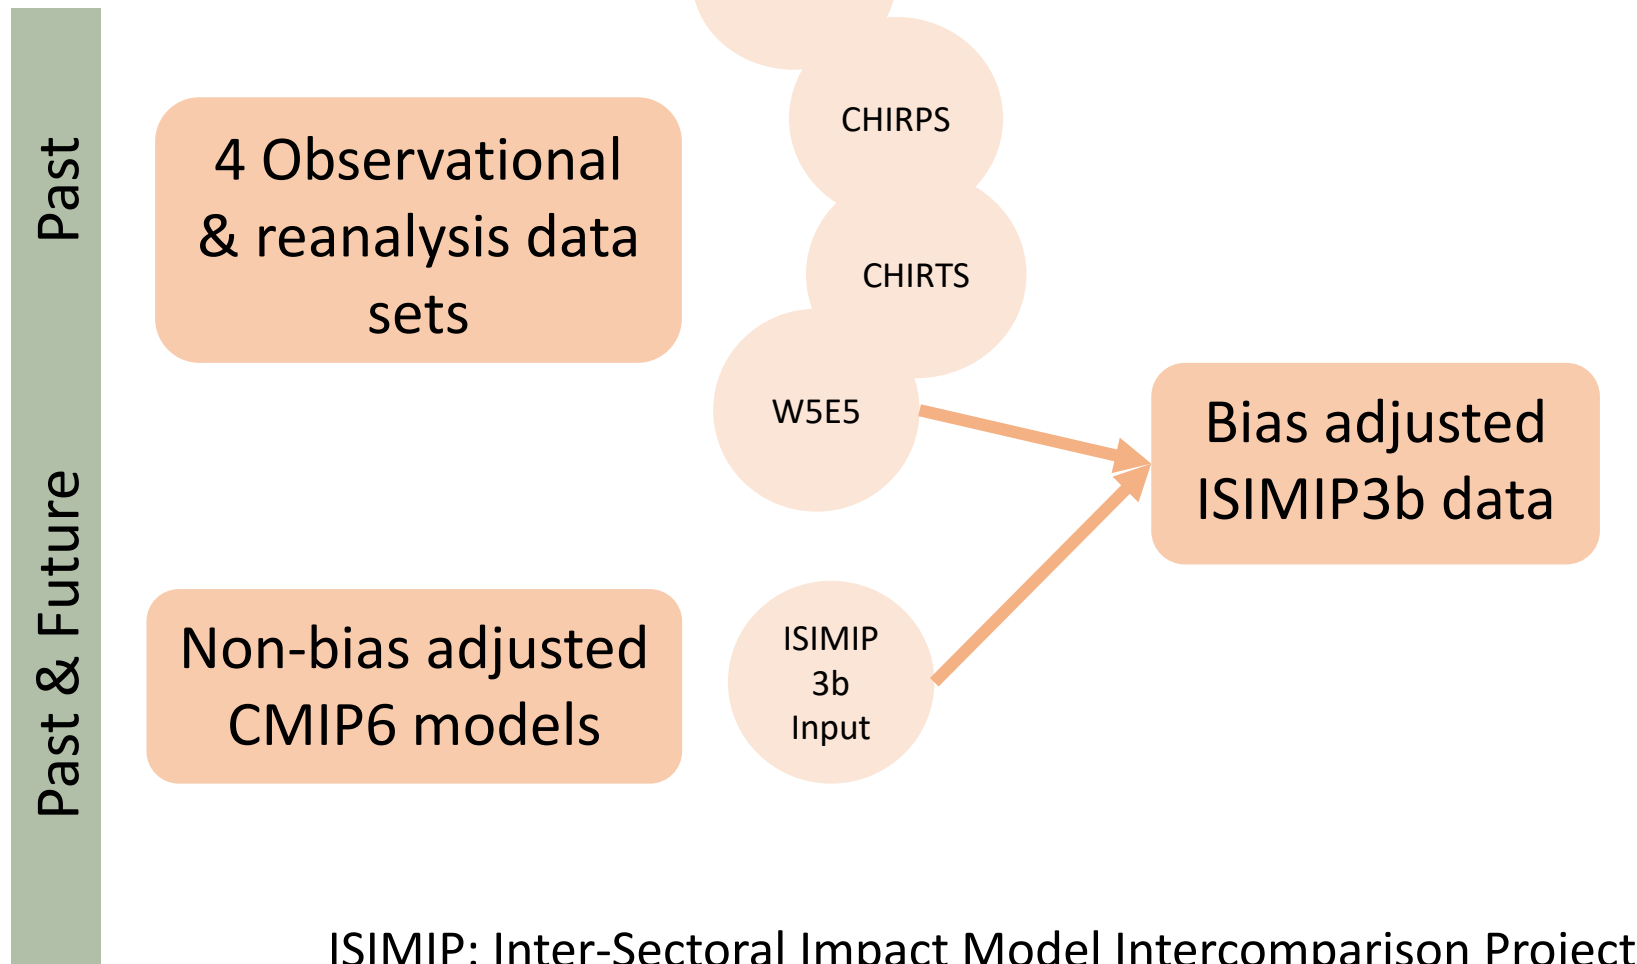 Past
4 Observational
& reanalysis data
sets
CHIRPS
CHIRTS
W5E5
Bias adjusted
ISIMIP3b data
Past & Future
Non-bias adjusted
CMIP6 models
ISIMIP
3b
Input
ISIMIP: Inter-Sectoral Impact Model Intercomparison Project